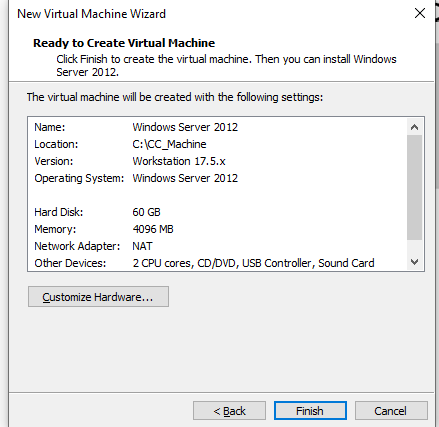 New Virtual Machine Wizard
Ready to Create Virtual Machine
Click Finish to create the virtual machine. Then you can install Windows
Server 2012.
The virtual machine will be created with the following settings:
Name: Windows Server 2012
Location: C:\CC_Machine
Version: Workstation 17.5.x
Operating System: Windows Server 2012
Hard Disk: 60 GB
Memory: 4096 MB
Network Adapter: NAT
Other Devices: 2 CPU cores, CD/DVD, USB Controller, Sound Card
Customize Hardware...
< Back Finish Cancel